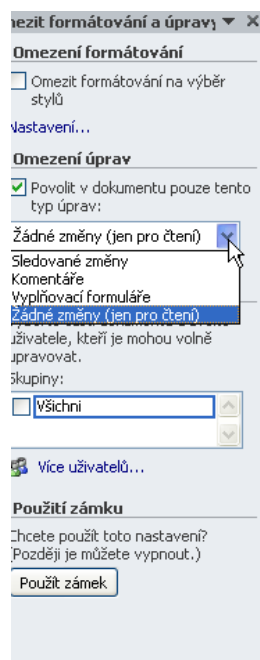 mezit formátování a úpravy
Omezení formátování
Omezit formátování na výběr
stylů
Nastavení...
Omezení úprav
Povolit v dokumentu pouze tento
typ úprav:
Žádné změny (jen pro čtení)
Sledované změny
Komentáře
Vyplňovací formuláře
Žádné změny (jen pro čtení)
uživatele, kteří je mohou volně
upravovat.
Skupiny:
Všichni
Více uživatelů...
Použití zámku
Chcete použít toto nastavení?
(Později je můžete vypnout.)
Použít zámek